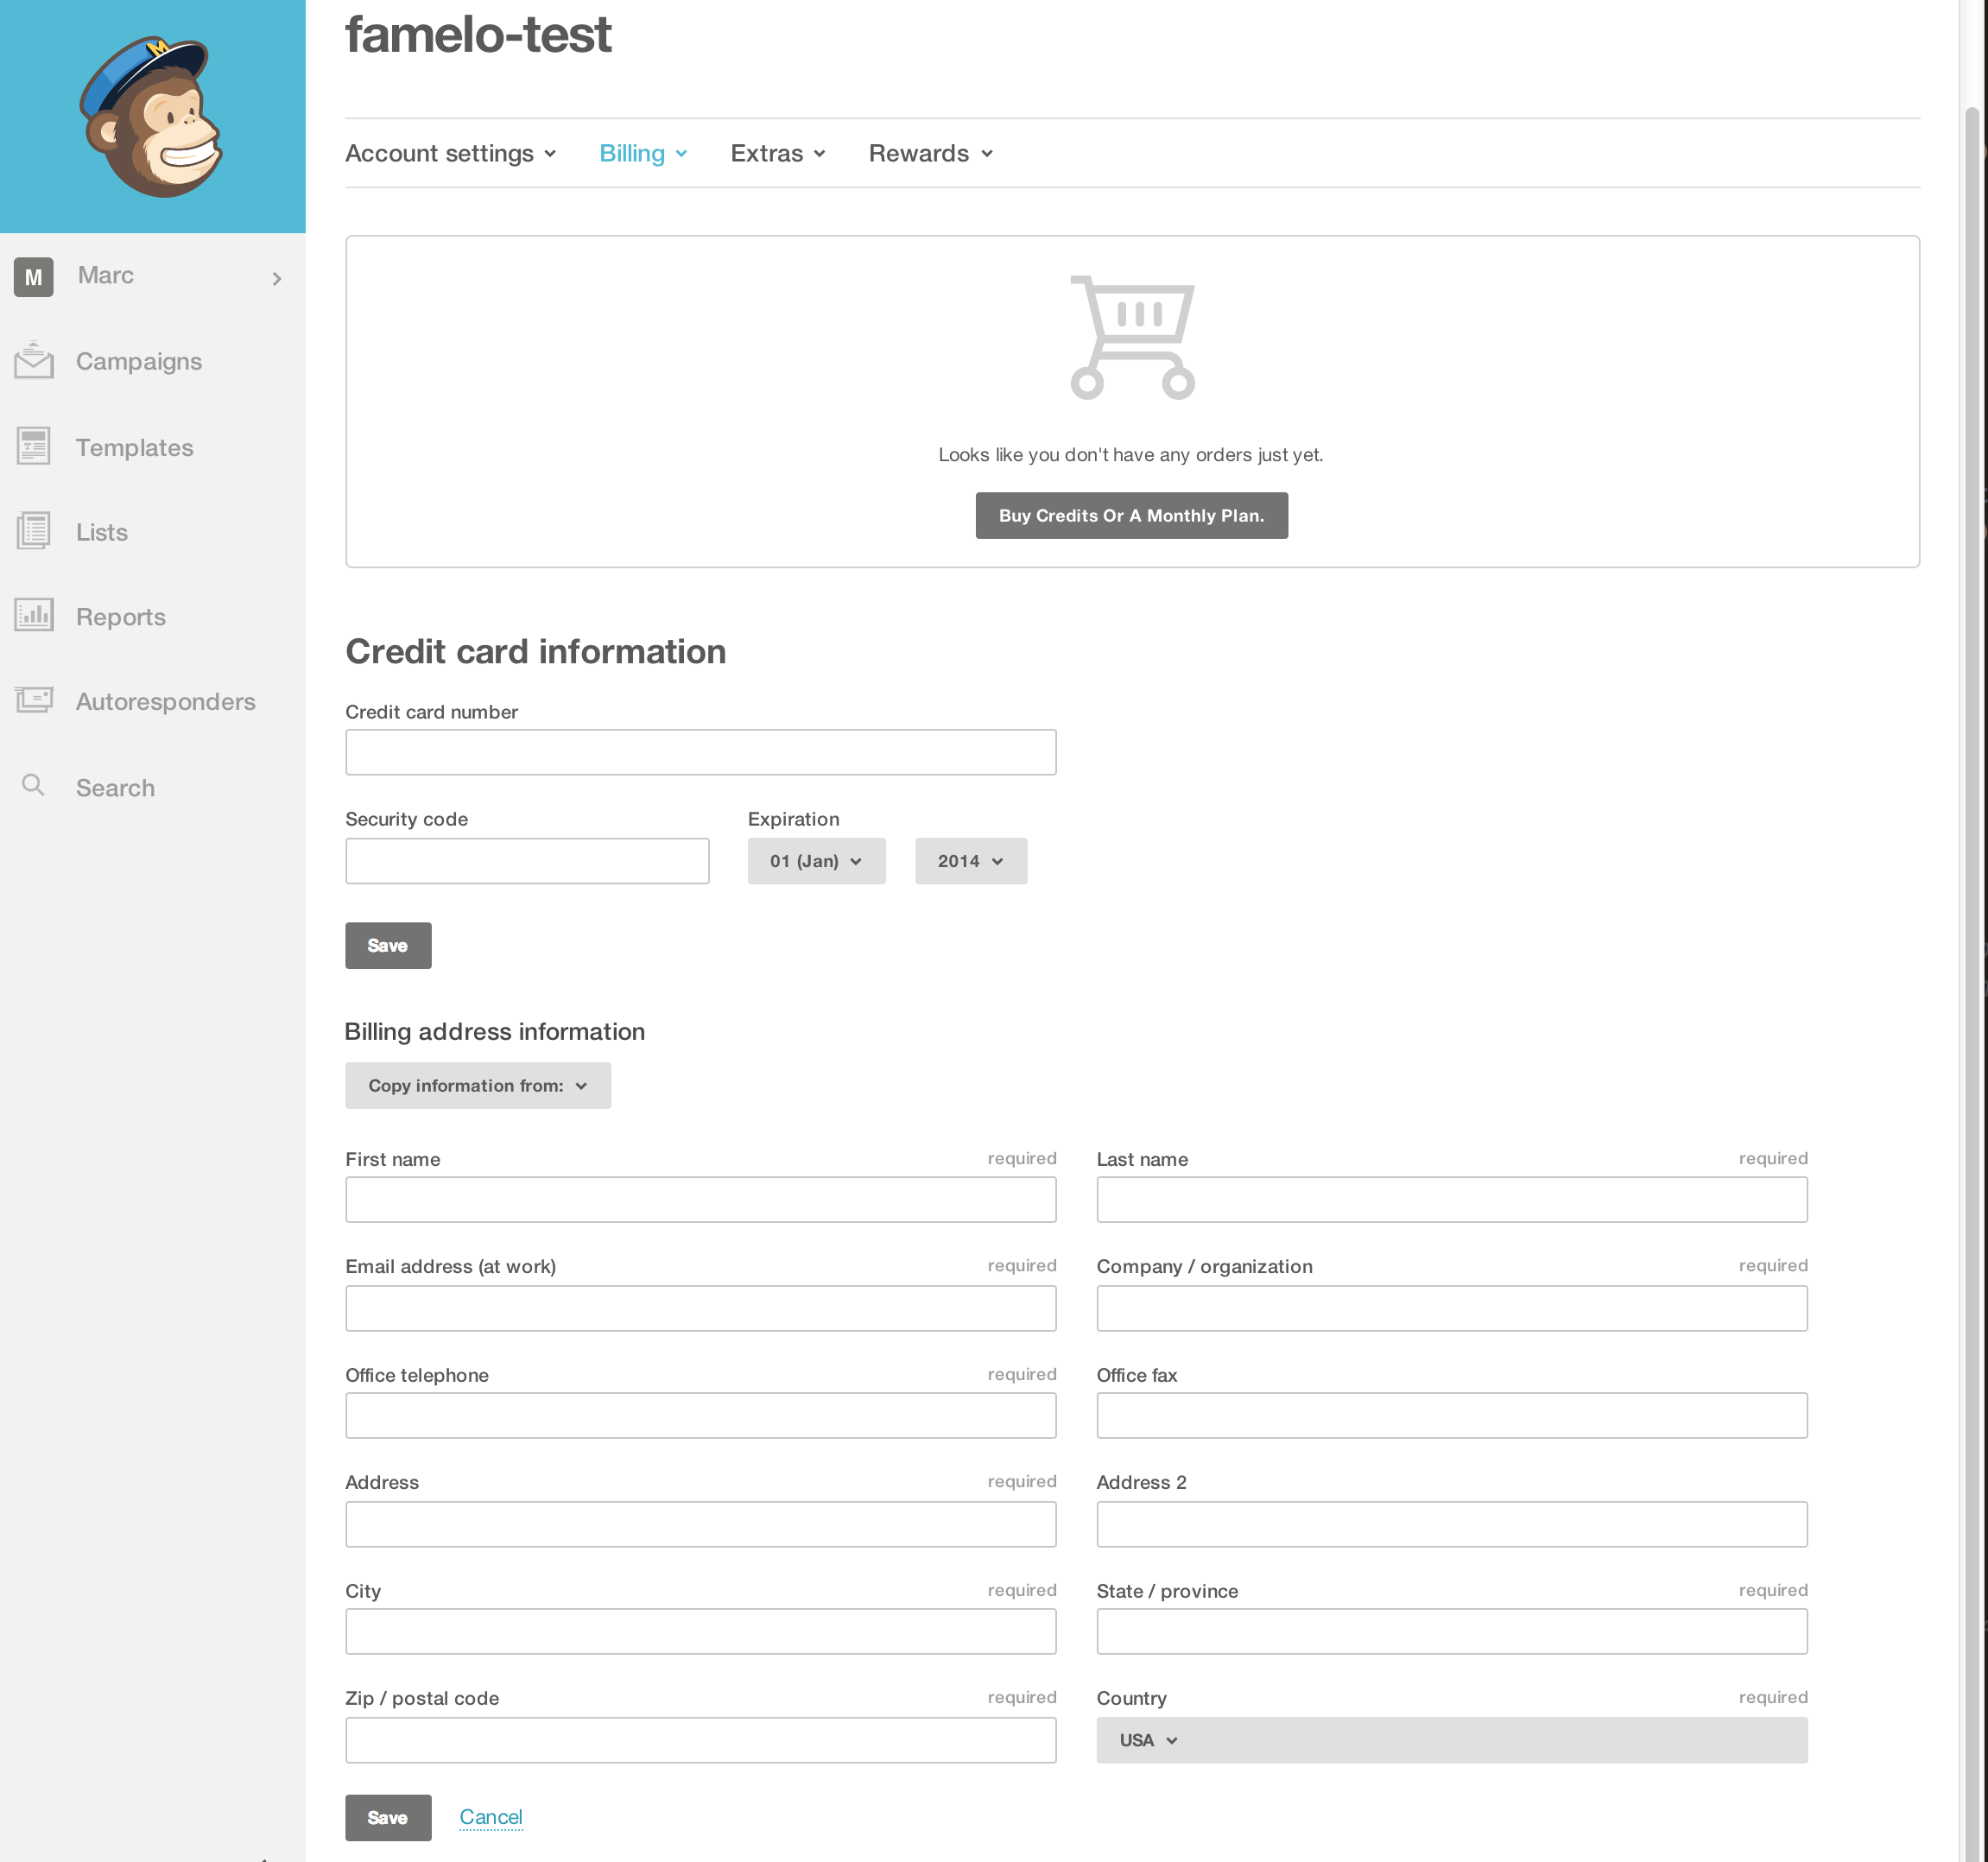 famelo-test
Account settings Billing Extras Rewards
M Marc
Campaigns
Templates
Lists
Reports
Autoresponders
Search
Looks like you don't have any orders just yet.
Buy Credits Or A Monthly Plan.
Credit card information
Credit card number
Security code Expiration
01 (Jan) 2014
Save
Billing address information
Copy information from:
First name required Last name required
Email address (at work) required Company / organization required
Office telephone required Office fax
Address required Address 2
City required State / province required
Zip / postal code required Country required
USA
Save Cancel